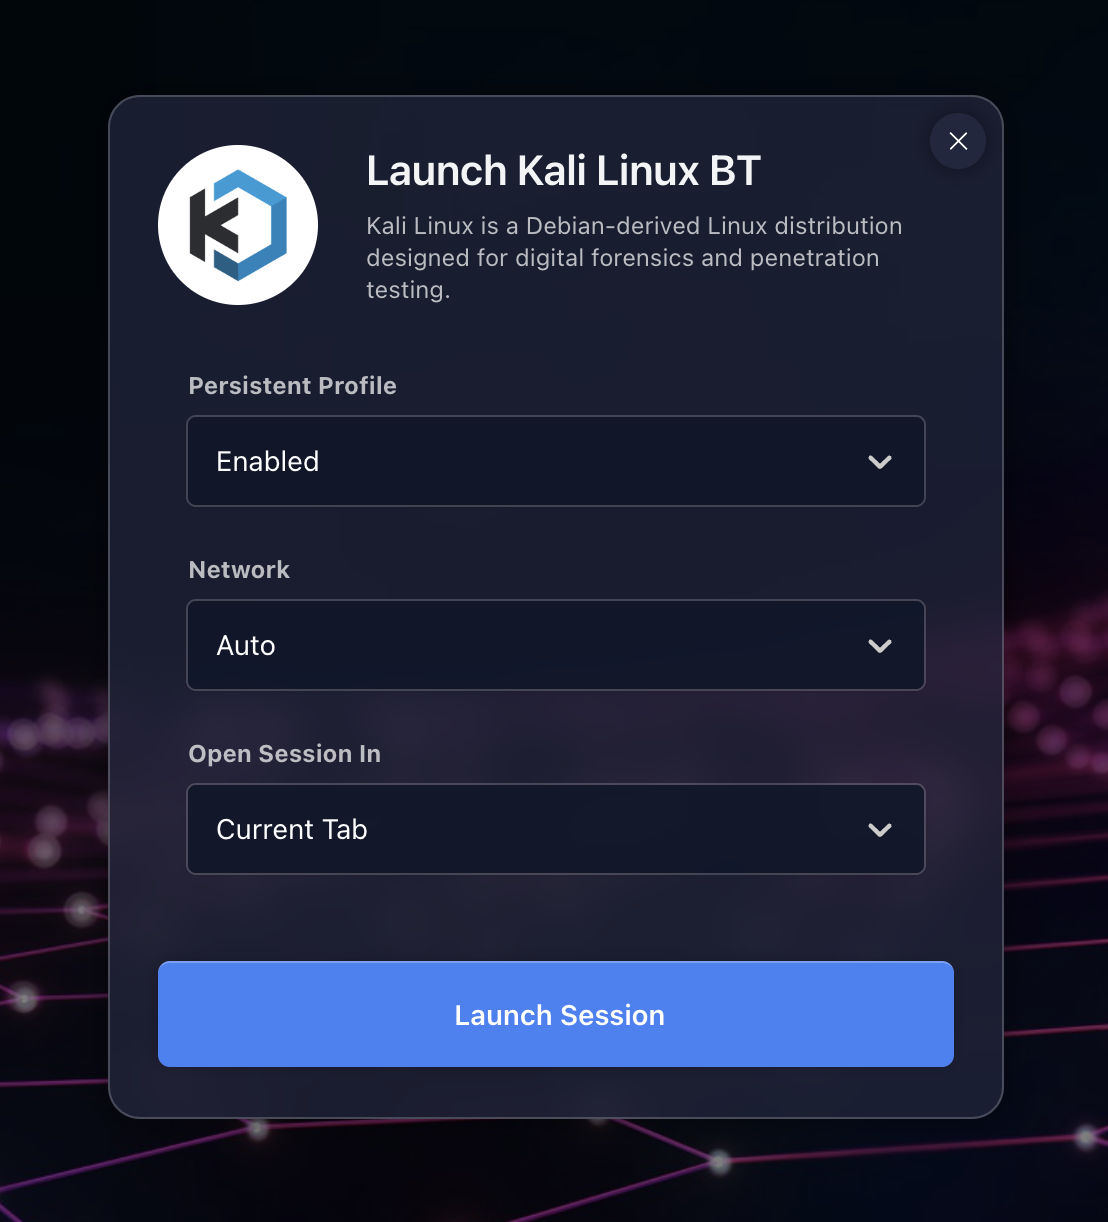 Launch Kali Linux BT
Kali Linux is a Debian-derived Linux distribution
designed for digital forensics and penetration
testing.
Persistent Profile
Enabled
Network
Auto
Open Session In
Current Tab
Launch Session